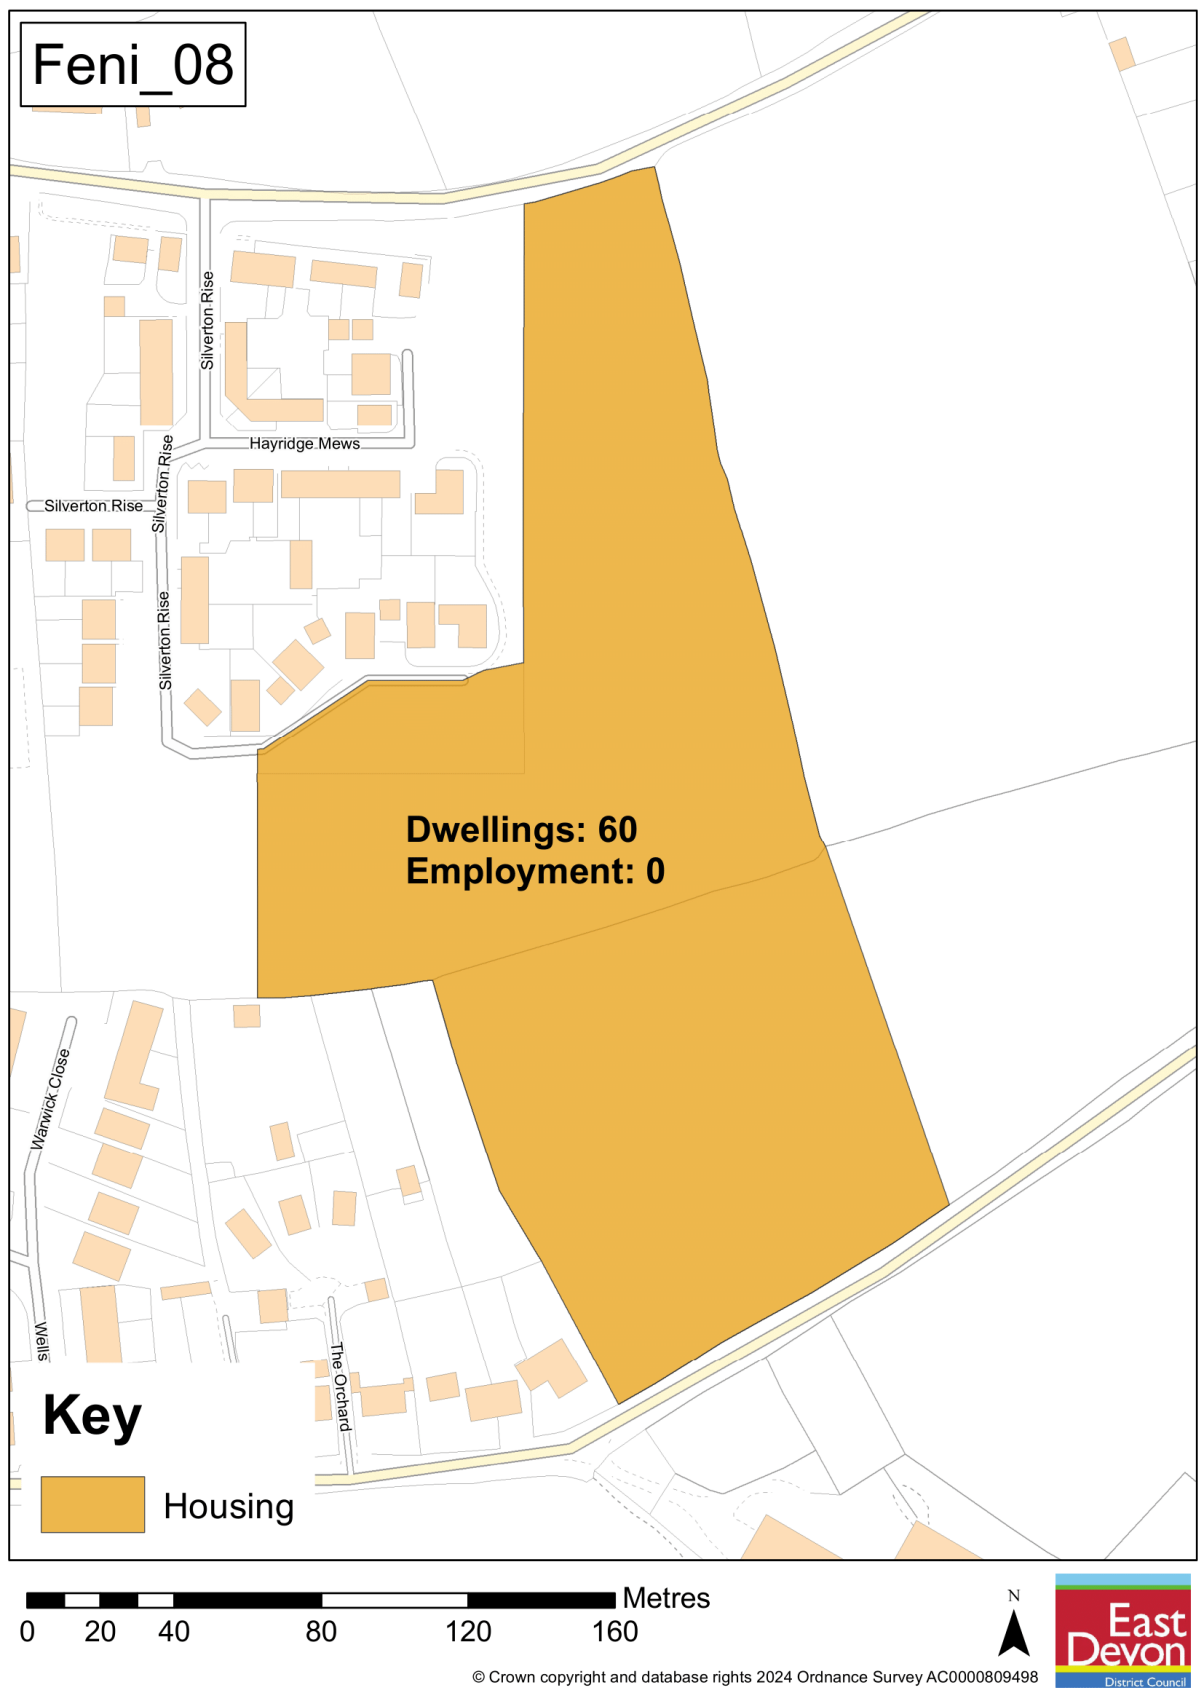 Feni_08
Silverton Rise
Hayridge Mews
Silverton Rise
Silverton Rise
Silverton Rise
Dwellings: 60
Employment: 0
Warwick Close
Wells
The Orchard
Key
Housing
Metres
0 20 40 80 120 160
N
East
Devon
District Council
© Crown copyright and database rights 2024 Ordnance Survey AC0000809498